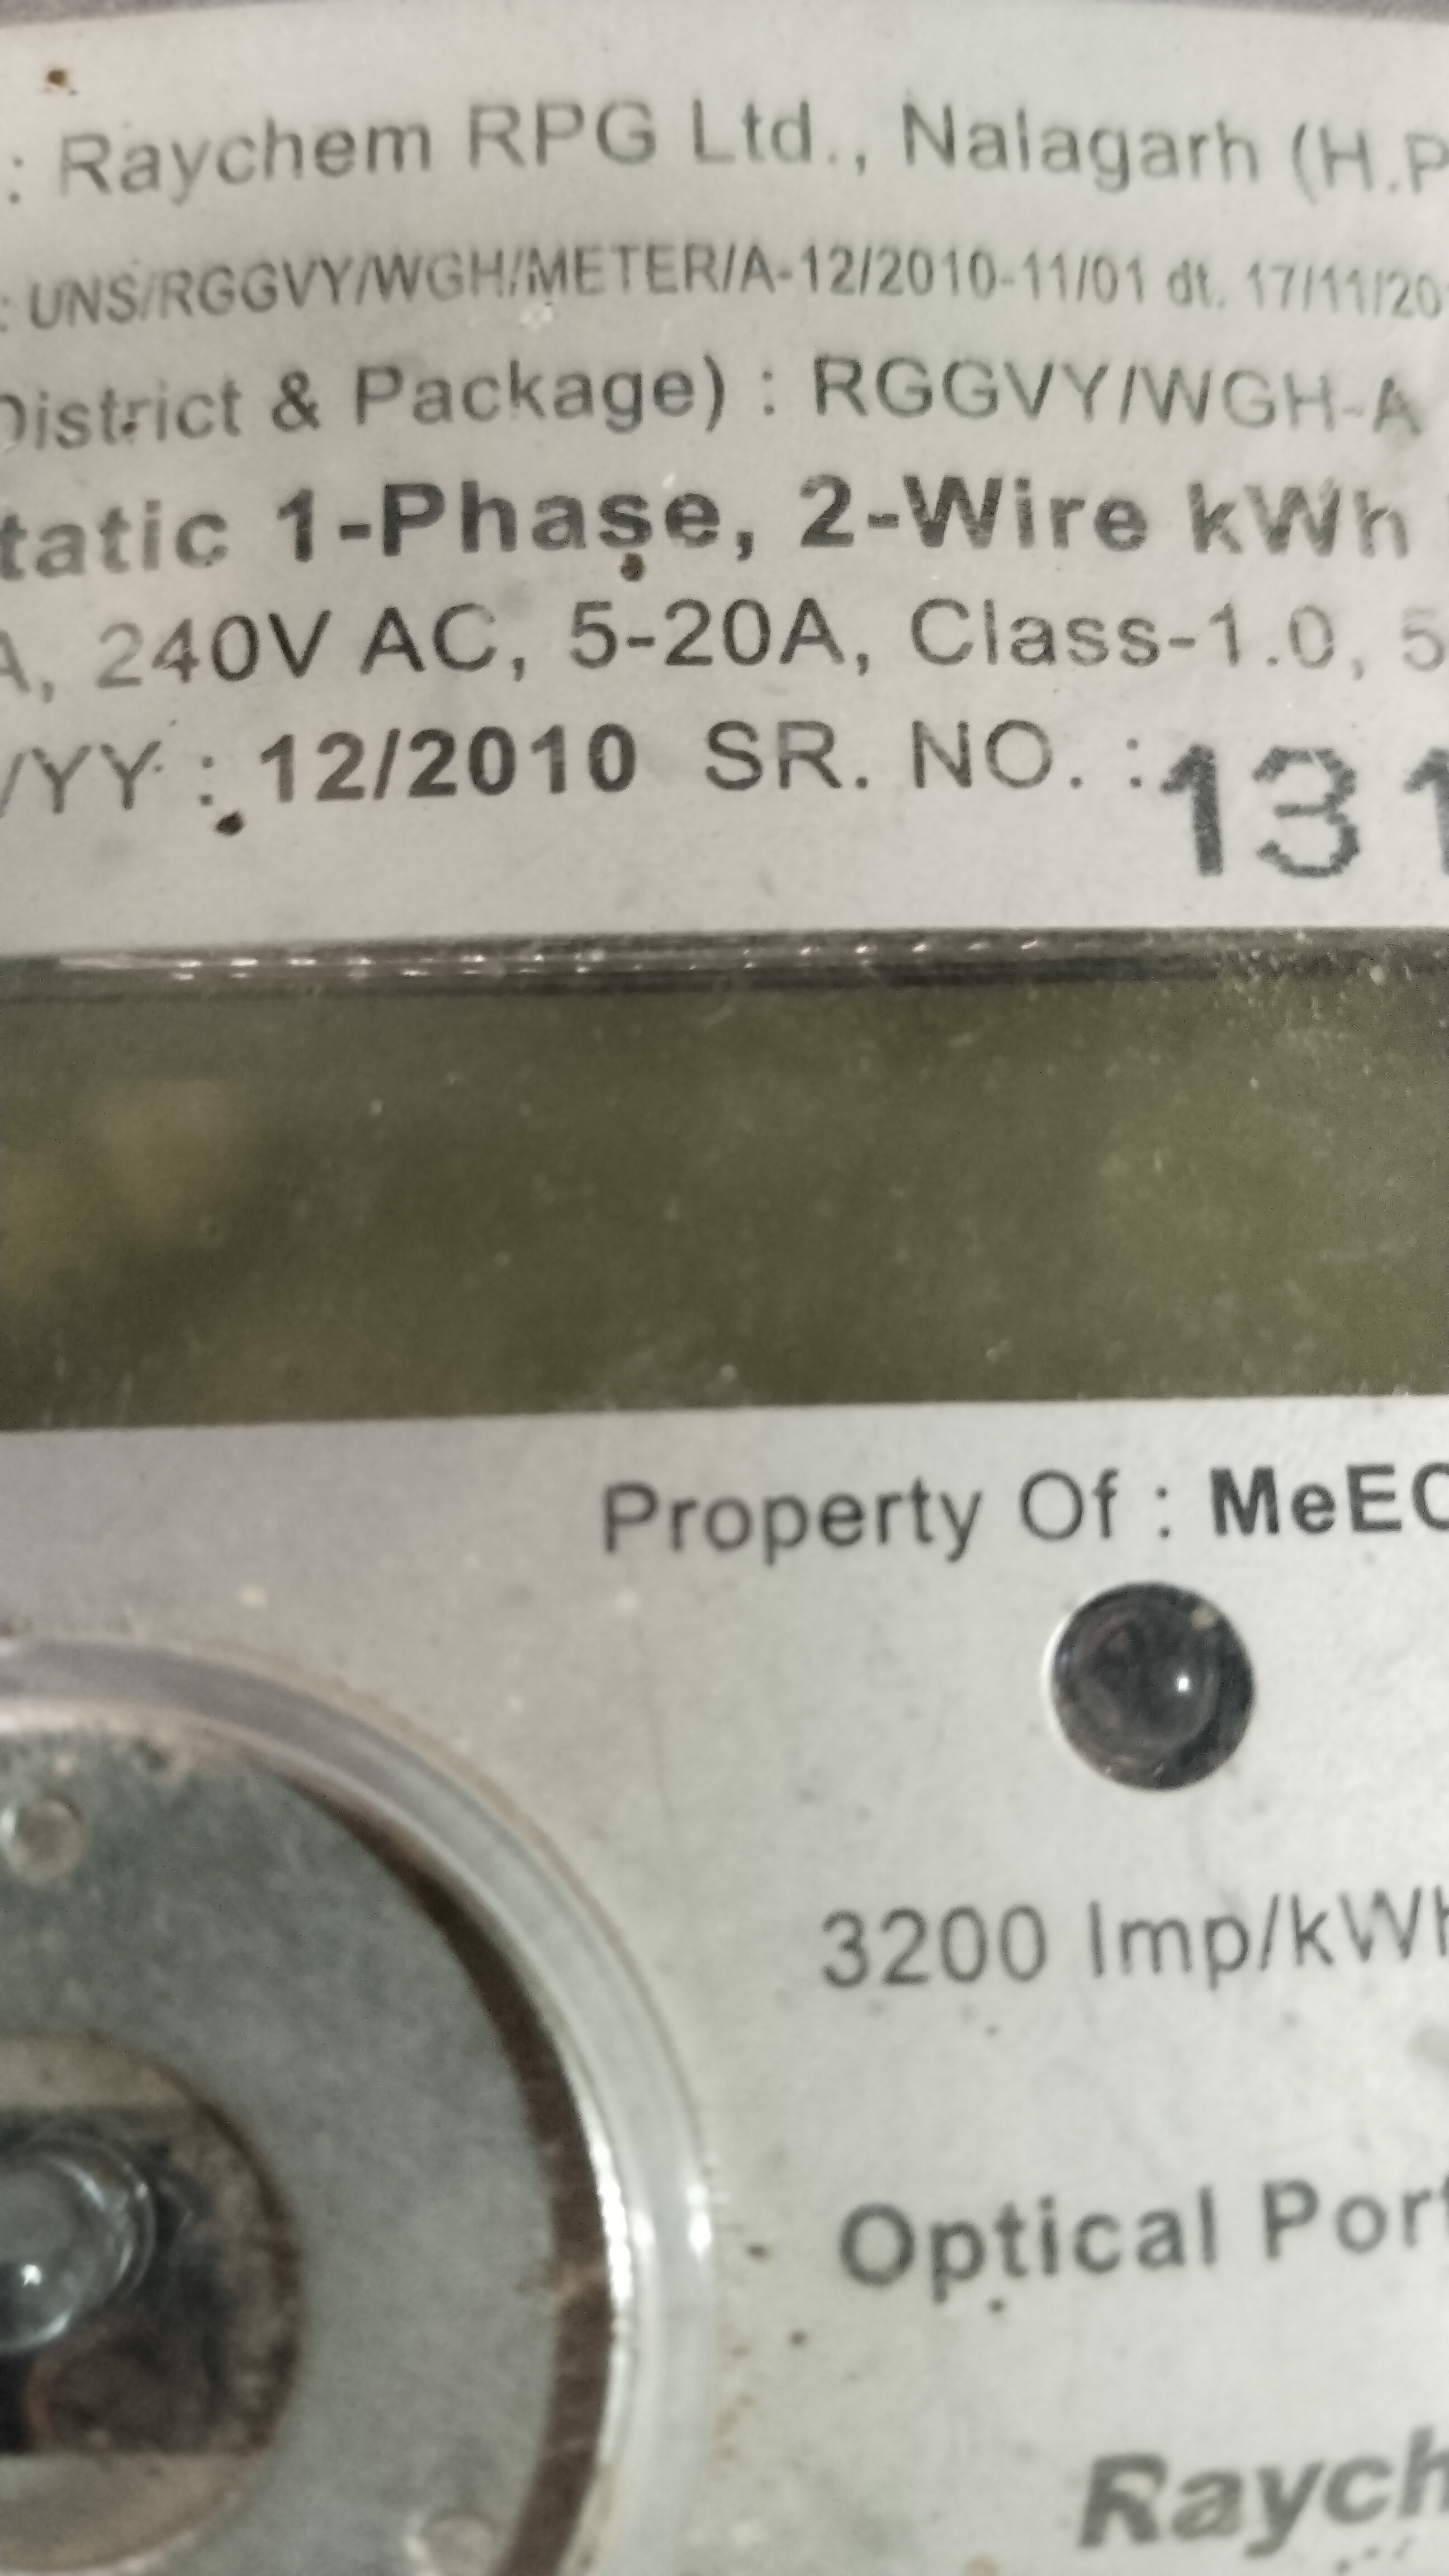 : Raychem RPG Ltd., Nalagarh (H.P
: UNS/RGGVY/WGH/METER/A-12/2010-11/01 dt. 17/11/20
District & Package) : RGGVY/WGH-A
tatic 1-Phase, 2-Wire kWh
A, 240V AC, 5-20A, Class-1.0, 5
/YY : 12/2010 SR. NO. : 131
Property Of : MeEC
3200 Imp/kWh
Optical Port
Raych